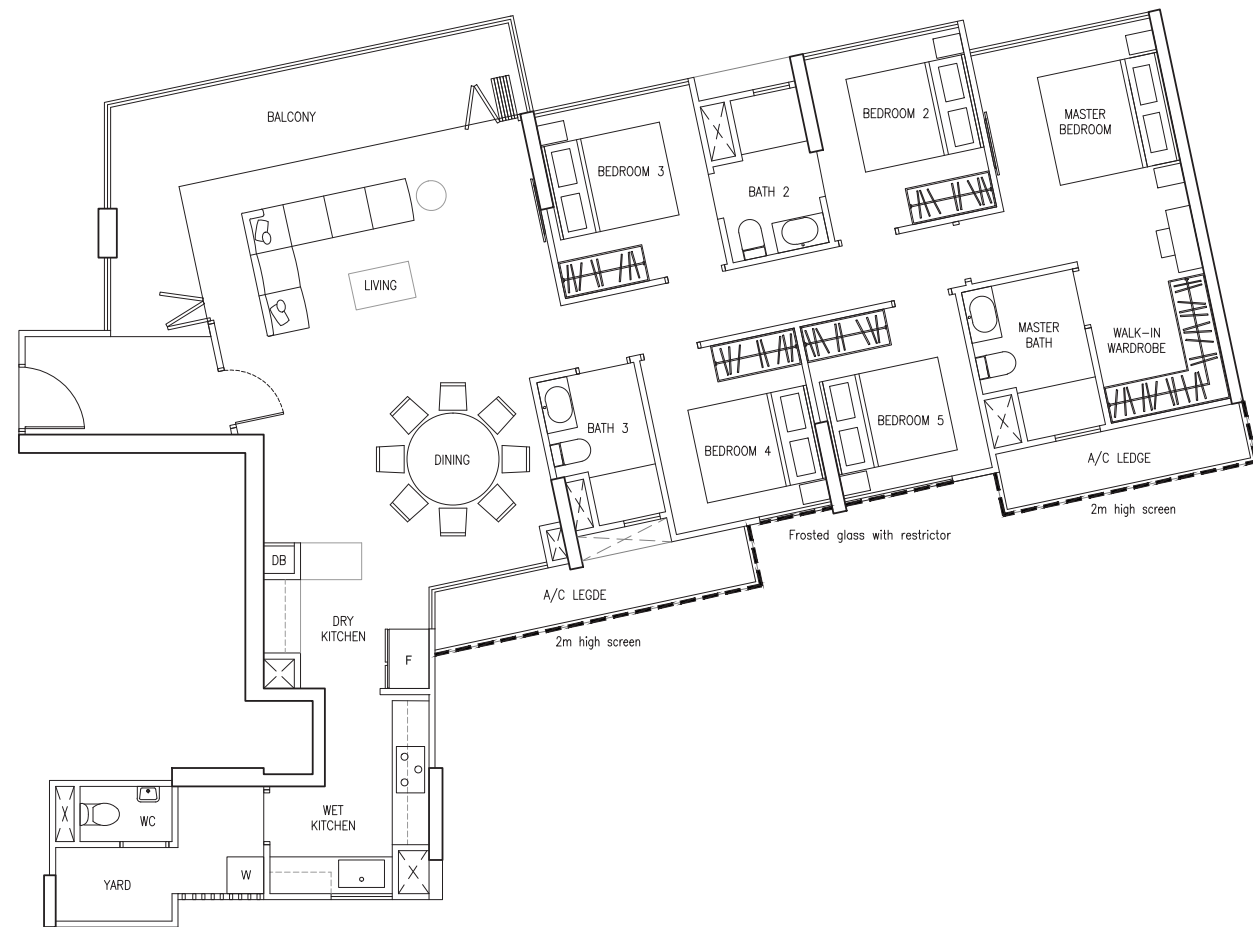 BALCONY
BEDROOM 2
MASTER
BEDROOM
BEDROOM 3
BATH 2
LIVING
MASTER
BATH
WALK-IN
WARDROBE
BATH 3
BEDROOM 5
BEDROOM 4
DINING
A/C LEDGE
2m high screen
Frosted glass with restrictor
DB
A/C LEGDE
DRY
KITCHEN
2m high screen
F
WET
KITCHEN
WC
W
YARD